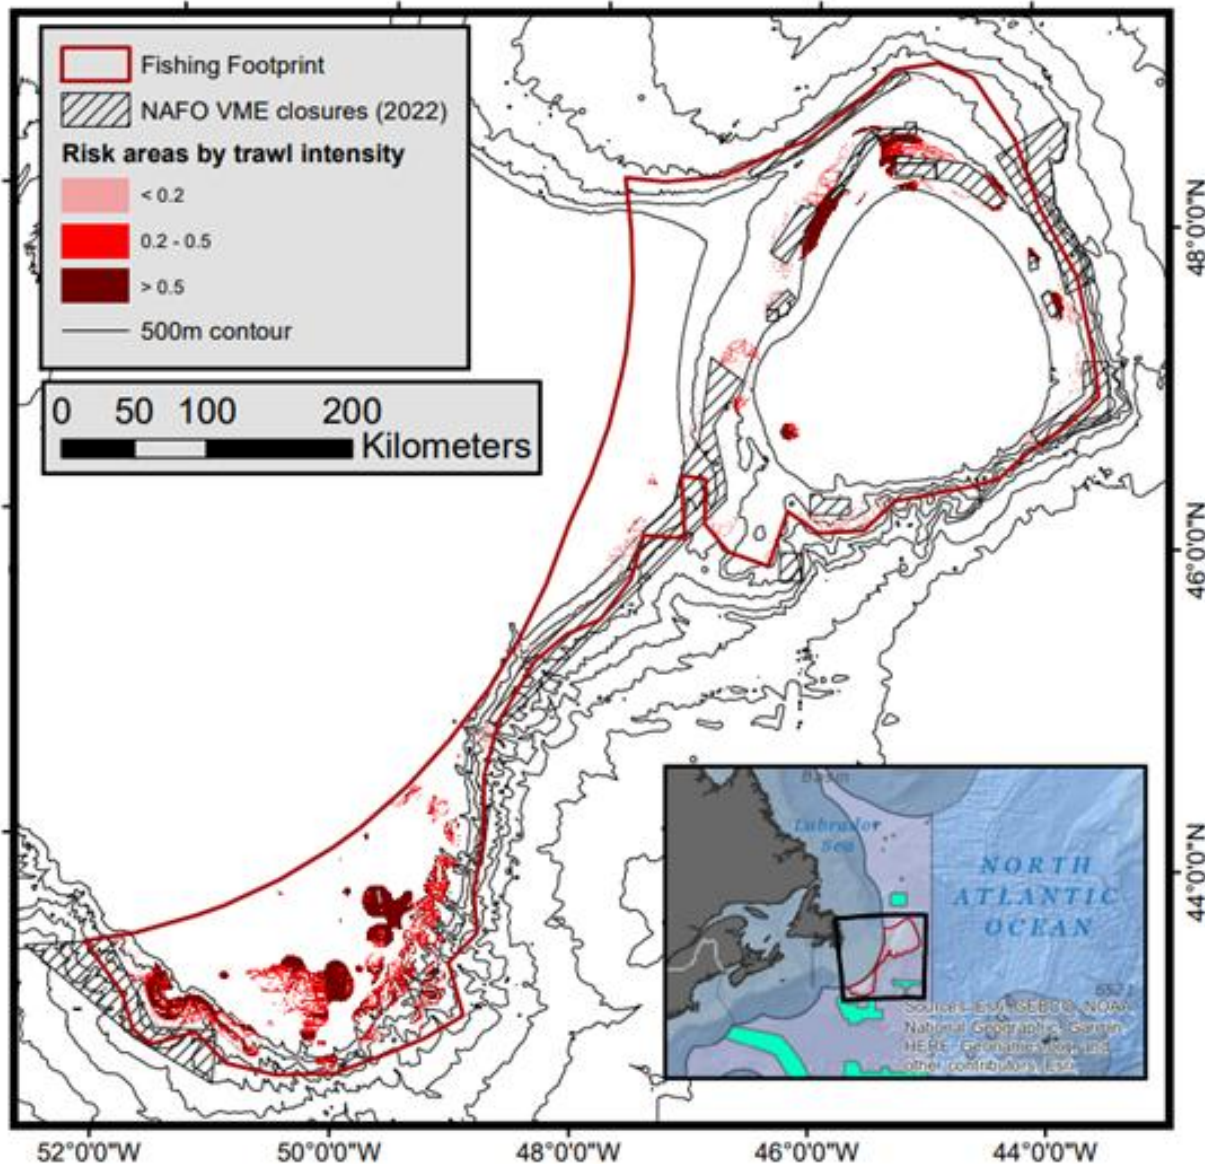 Fishing Footprint
NAFO VME closures (2022)
Risk areas by trawl intensity
< 0.2
0.2 - 0.5
> 0.5
500m contour
0 50 100 200
Kilometers
48°0'0"N
46°0'0"N
44°0'0"N
Basin
Labrador
Sea
NORTH
ATLANTIC
OCEAN
Sources: Esri, GEBCO, NOAA,
National Geographic, Garmin,
HERE, Geonames.org, and
other contributors, Esri
52°0'0"W 50°0'0"W 48°0'0"W 46°0'0"W 44°0'0"W